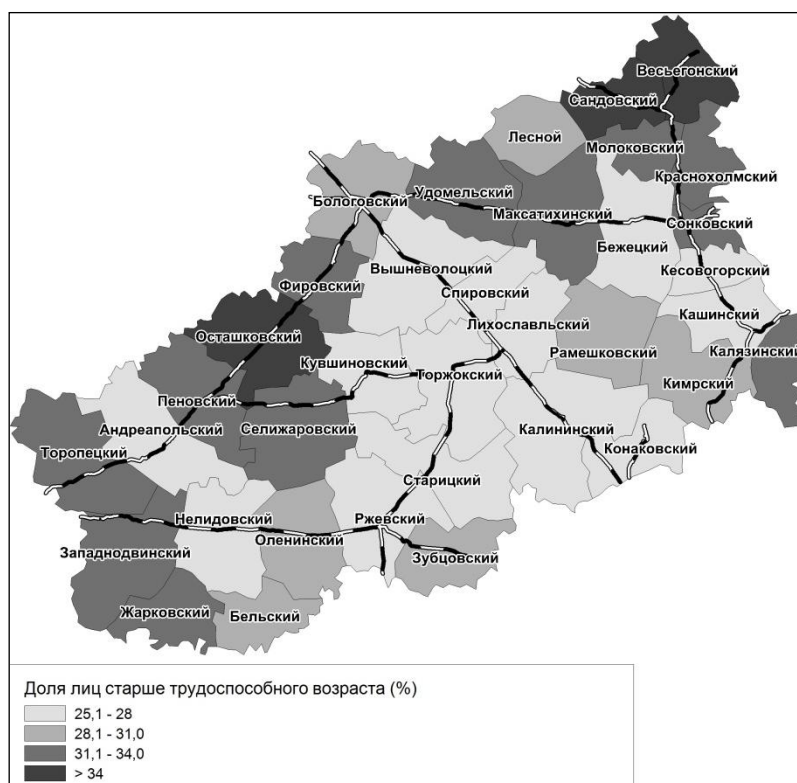 Весьегонский
Сандовский
Лесной
Молоковский
Краснохолмский
Удомельский
Бологовский
Максатихинский
Сонковский
Бежецкий
Вышневолоцкий
Кесовогорский
Фировский
Спировский
Кашинский
Лихославльский
Осташковский
Рамешковский
Калязинский
Кувшиновский
Торжокский
Кимрский
Пеновский
Андреапольский
Селижаровский
Калининский
Конаковский
Торопецкий
Старицкий
Нелидовский
Ржевский
Оленинский
Западнодвинский
Зубцовский
Жарковский
Бельский
Доля лиц старше трудоспособного возраста (%)
25,1 - 28
28,1 - 31,0
31,1 - 34,0
> 34